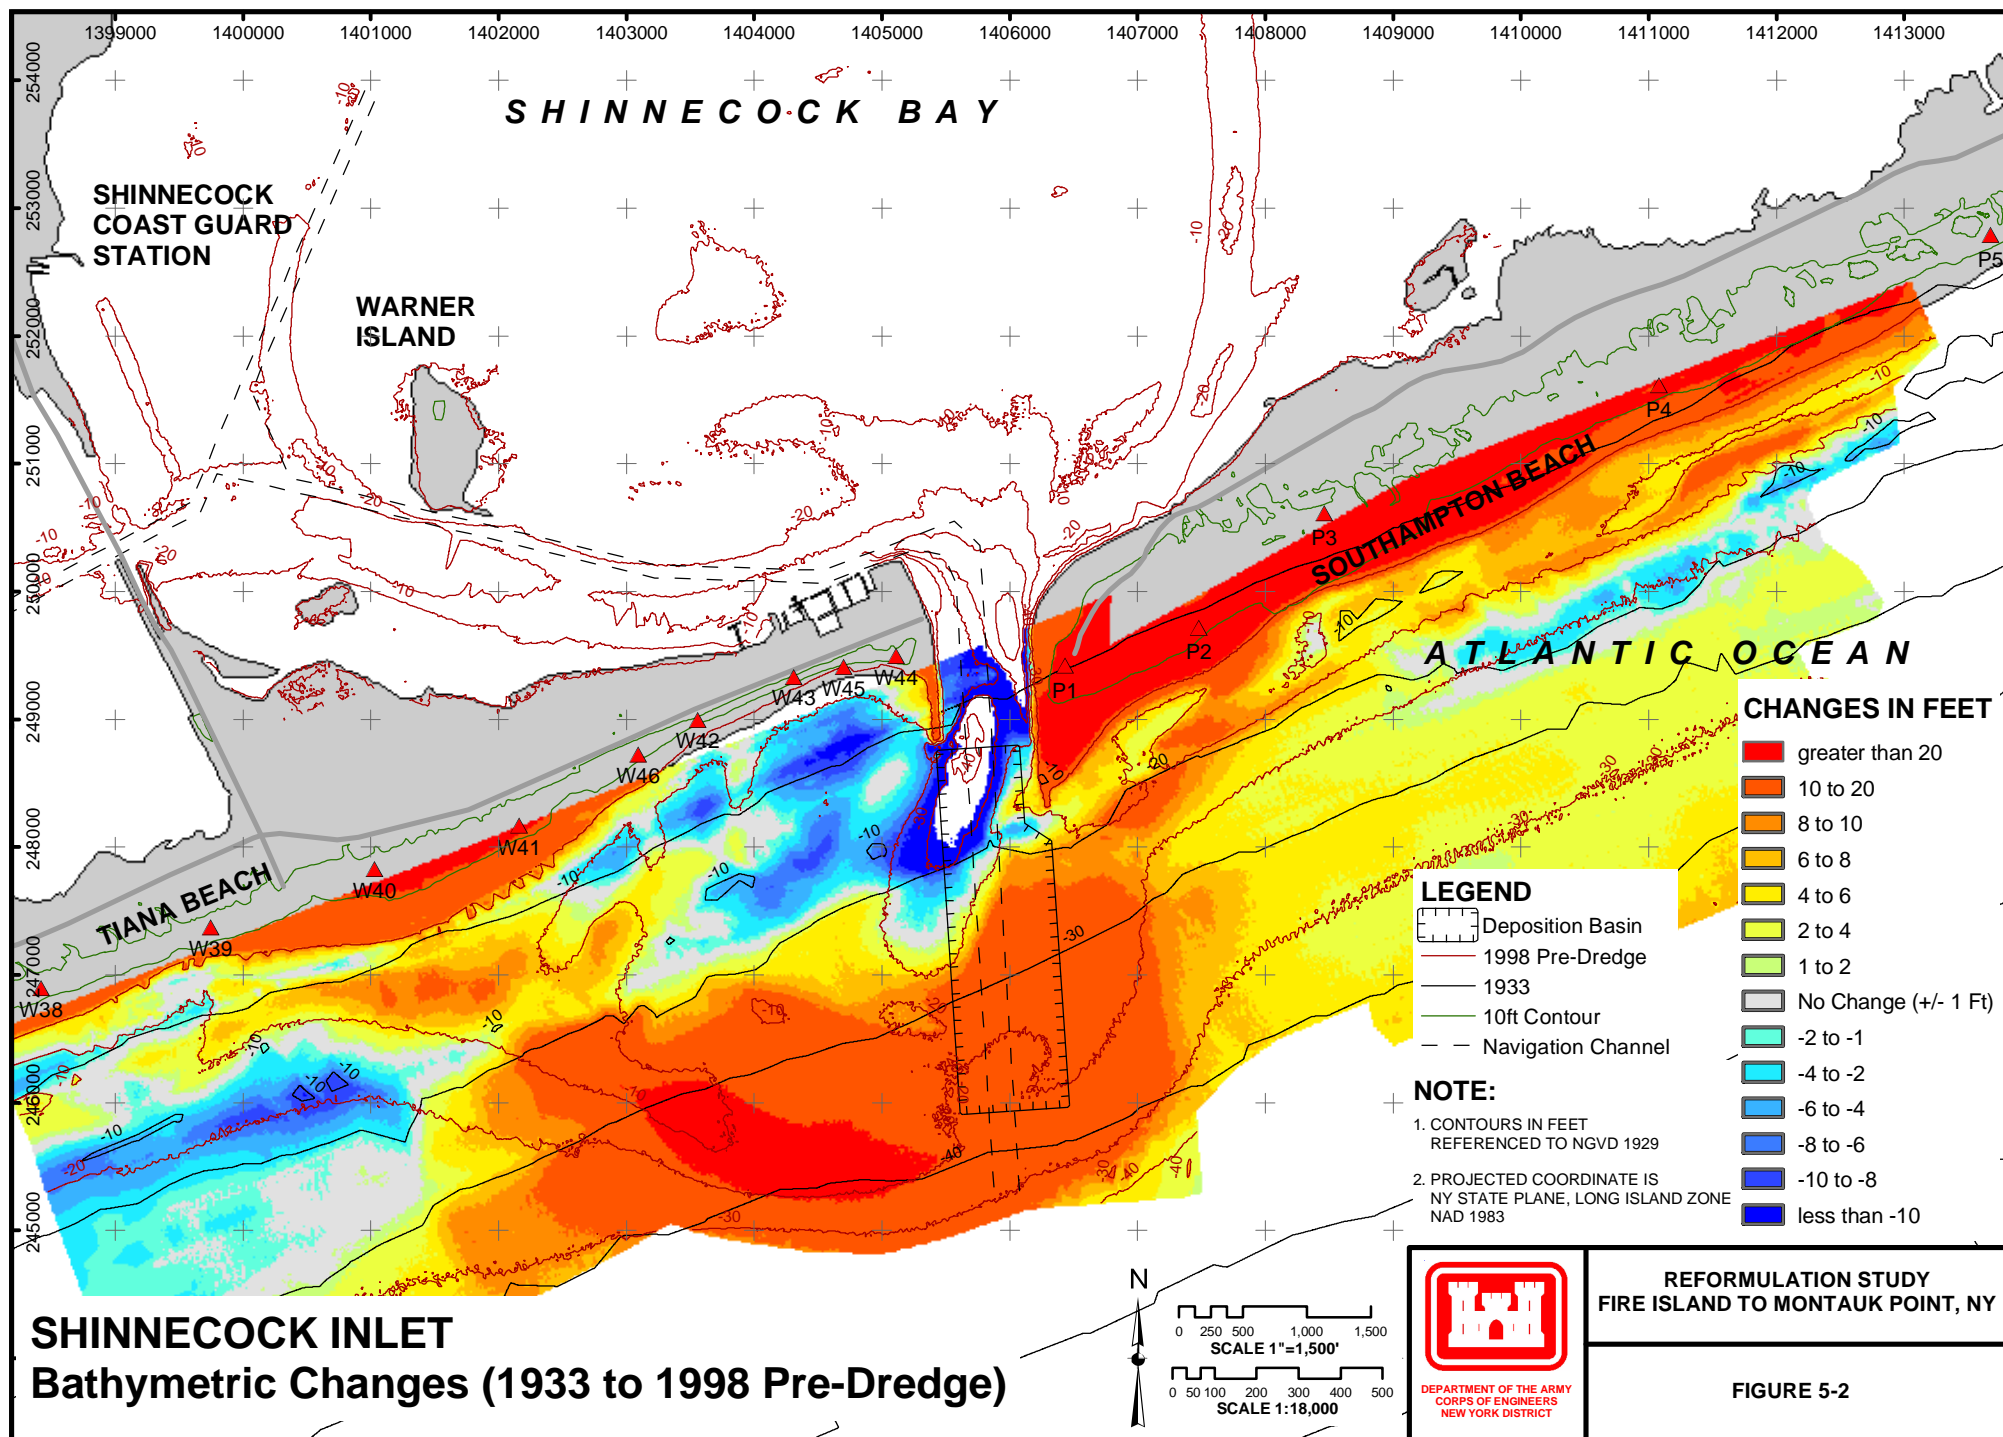 1399000 1400000 1401000 1402000 1403000 1404000 1405000 1406000 1407000 1408000 1409000 1410000 1411000 1412000 1413000
254000
253000
252000
251000
250000
249000
248000
247000
246000
245000
SHINNECOCK BAY
SHINNECOCK
COAST GUARD
STATION
WARNER
ISLAND
SOUTHAMPTON BEACH
TIANA BEACH
ATLANTIC OCEAN
P5
P4
P3
P2
P1
W44
W45
W43
W42
W46
W41
W40
W39
W38
-10
-20
-30
-40
CHANGES IN FEET
greater than 20
10 to 20
8 to 10
6 to 8
4 to 6
2 to 4
1 to 2
No Change (+/- 1 Ft)
-2 to -1
-4 to -2
-6 to -4
-8 to -6
-10 to -8
less than -10
LEGEND
Deposition Basin
1998 Pre-Dredge
1933
10ft Contour
Navigation Channel
NOTE:
1. CONTOURS IN FEET
REFERENCED TO NGVD 1929
2. PROJECTED COORDINATE IS
NY STATE PLANE, LONG ISLAND ZONE
NAD 1983
SHINNECOCK INLET
Bathymetric Changes (1933 to 1998 Pre-Dredge)
N
0 250 500 1,000 1,500
SCALE 1"=1,500'
0 50 100 200 300 400 500
SCALE 1:18,000
DEPARTMENT OF THE ARMY
CORPS OF ENGINEERS
NEW YORK DISTRICT
REFORMULATION STUDY
FIRE ISLAND TO MONTAUK POINT, NY
FIGURE 5-2